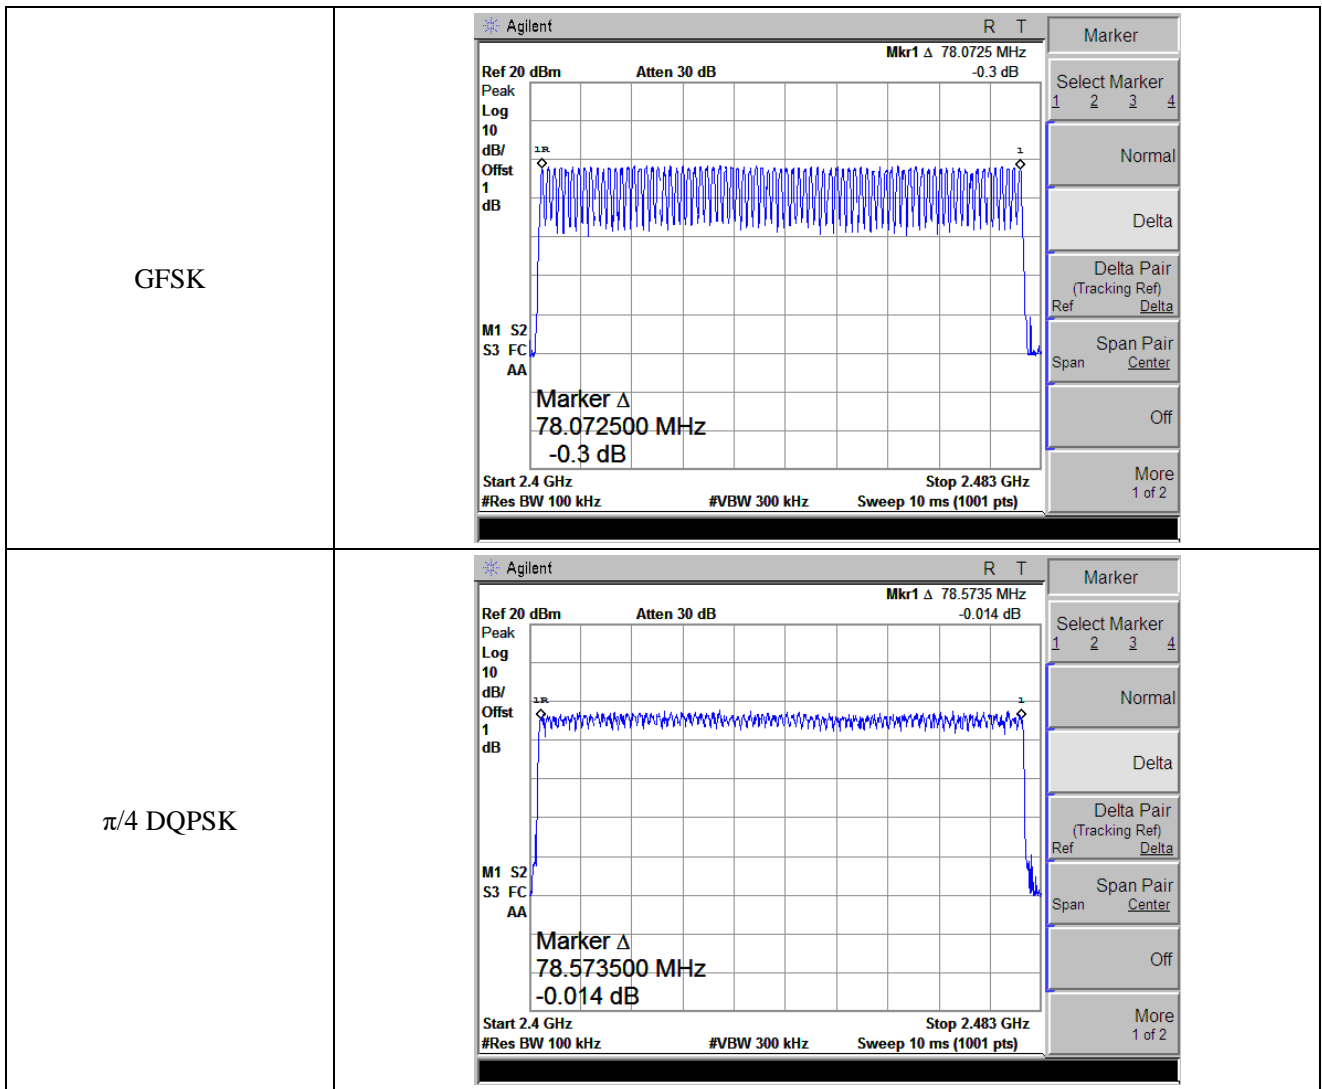 GFSK
Agilent R T
Mkr1 Δ 78.0725 MHz
Ref 20 dBm Atten 30 dB -0.3 dB
Peak
Log
10
dB/
Offst
1
dB
1R 1
M1 S2
S3 FC
AA
Marker Δ
78.072500 MHz
-0.3 dB
Start 2.4 GHz Stop 2.483 GHz
#Res BW 100 kHz #VBW 300 kHz Sweep 10 ms (1001 pts)
Marker
Select Marker
1 2 3 4
Normal
Delta
Delta Pair
(Tracking Ref)
Ref Delta
Span Pair
Span Center
Off
More
1 of 2
π/4 DQPSK
Agilent R T
Mkr1 Δ 78.5735 MHz
Ref 20 dBm Atten 30 dB -0.014 dB
Peak
Log
10
dB/
Offst
1
dB
1R 1
M1 S2
S3 FC
AA
Marker Δ
78.573500 MHz
-0.014 dB
Start 2.4 GHz Stop 2.483 GHz
#Res BW 100 kHz #VBW 300 kHz Sweep 10 ms (1001 pts)
Marker
Select Marker
1 2 3 4
Normal
Delta
Delta Pair
(Tracking Ref)
Ref Delta
Span Pair
Span Center
Off
More
1 of 2